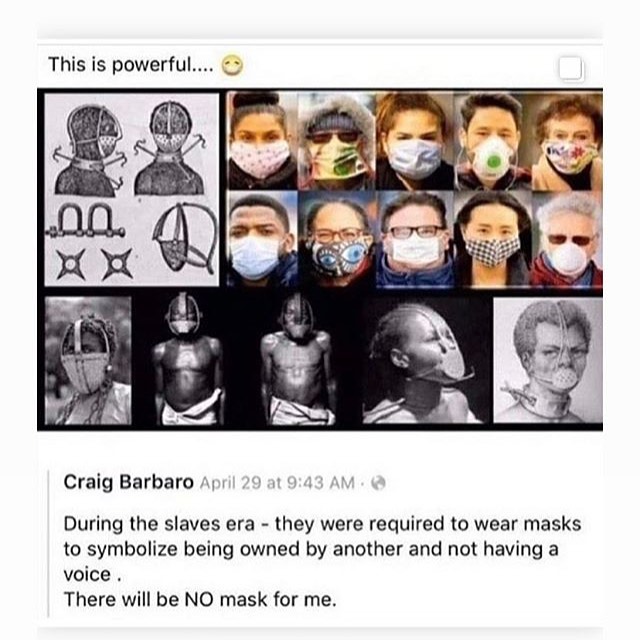 This is powerful.... 😷
Craig Barbaro April 29 at 9:43 AM ·
During the slaves era - they were required to wear masks
to symbolize being owned by another and not having a
voice .
There will be NO mask for me.